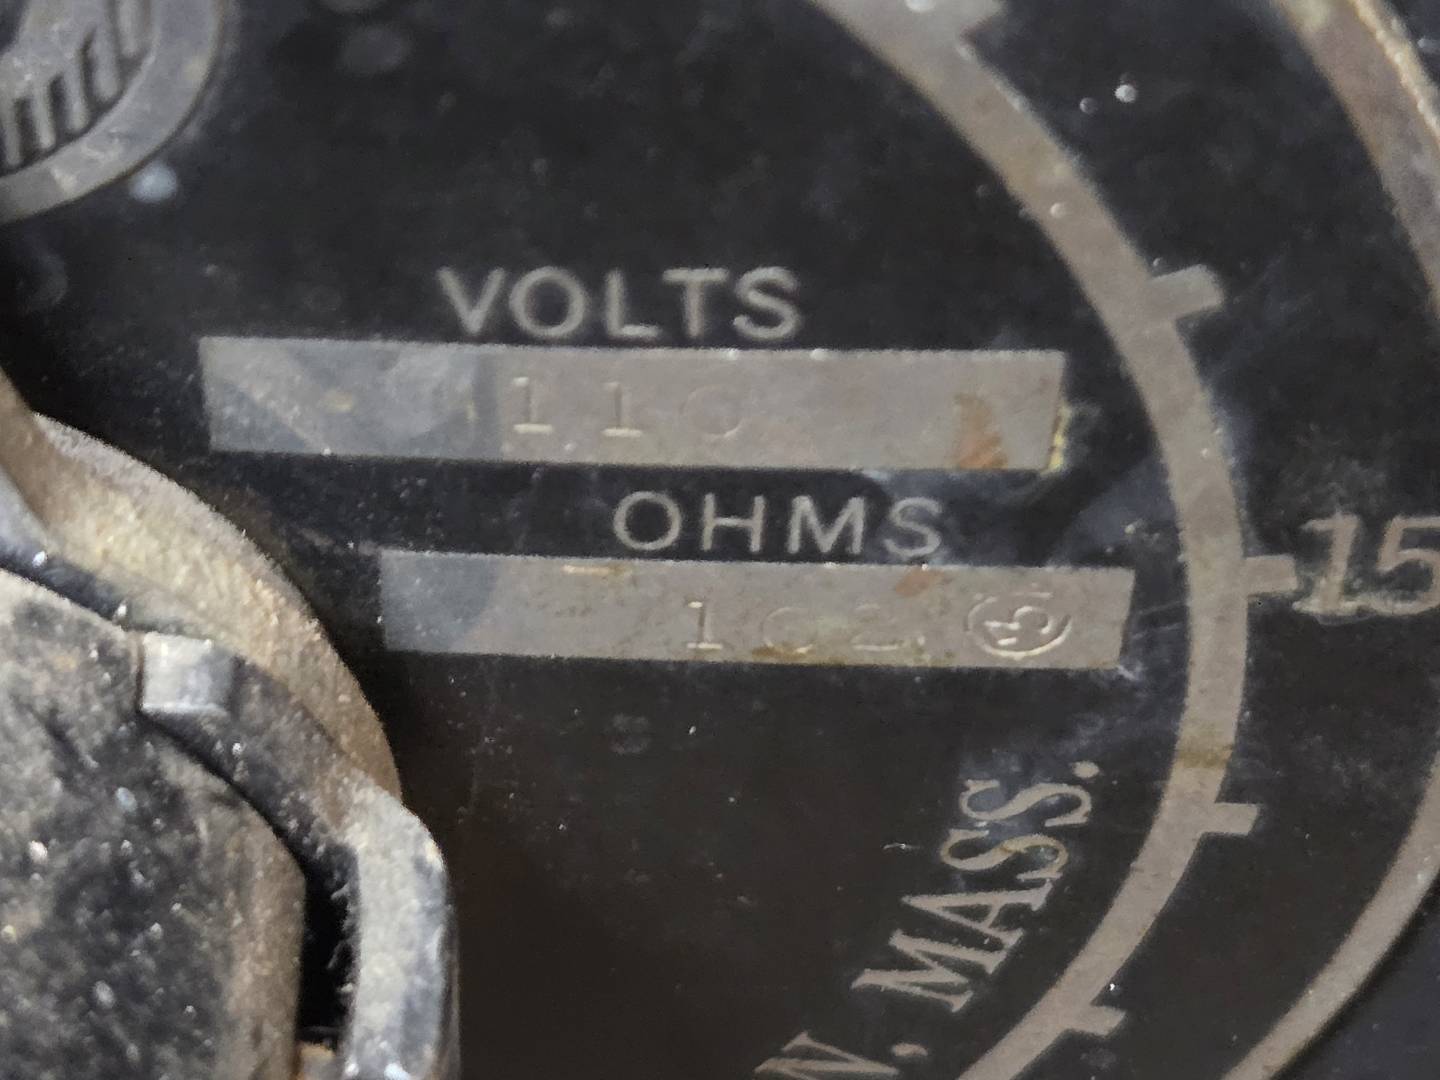 VOLTS
110
OHMS
102
15
N. MASS.